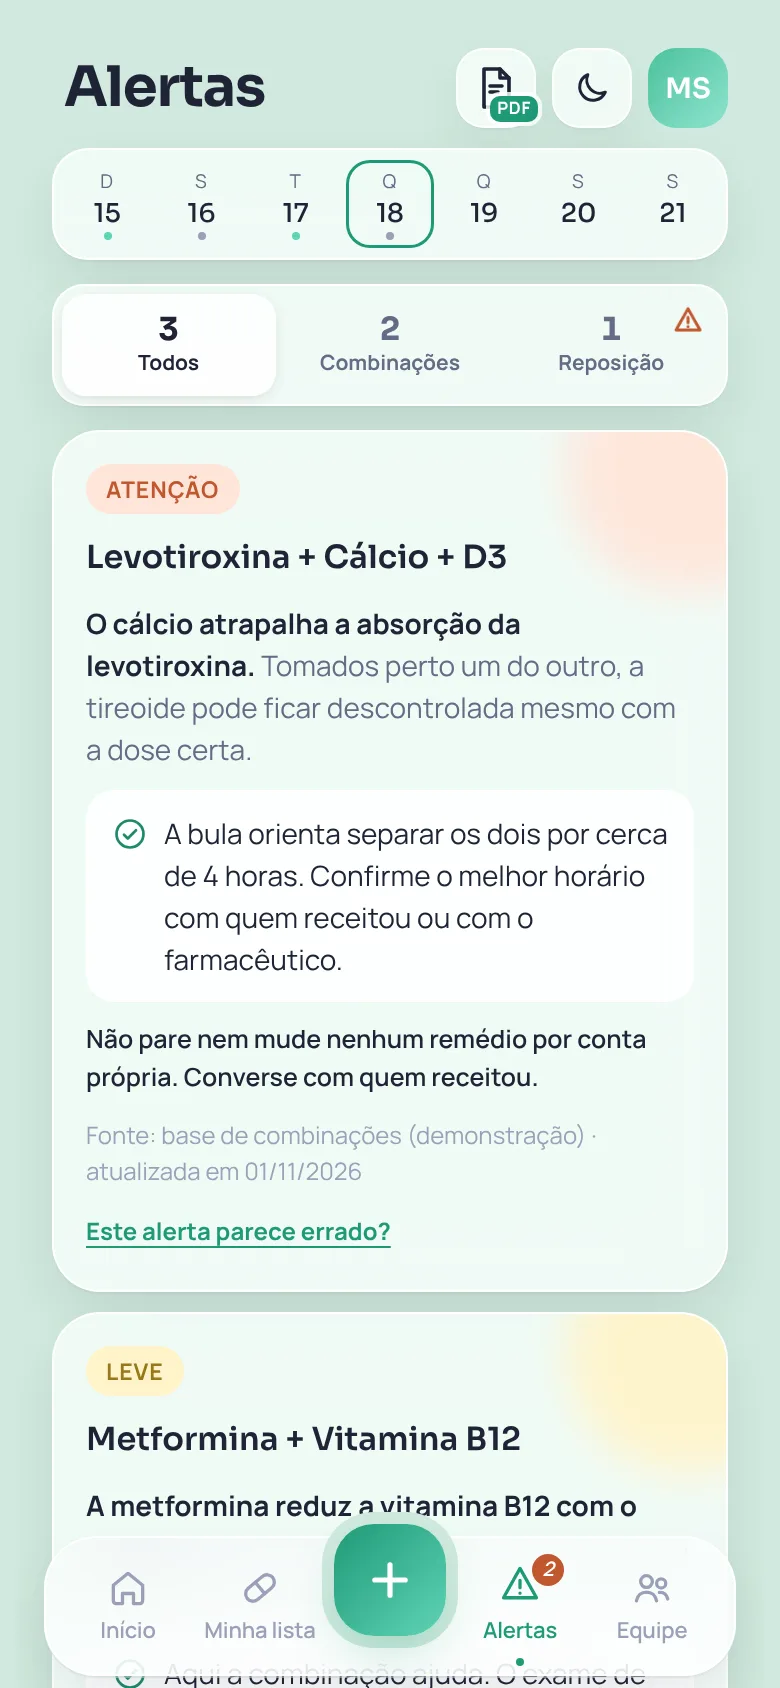 Alertas
PDF
MS
D S T Q Q S S
15 16 17 18 19 20 21
3 2 1
Todos Combinações Reposição
ATENÇÃO
Levotiroxina + Cálcio + D3
O cálcio atrapalha a absorção da
levotiroxina. Tomados perto um do outro, a
tireoide pode ficar descontrolada mesmo com
a dose certa.
A bula orienta separar os dois por cerca
de 4 horas. Confirme o melhor horário
com quem receitou ou com o
farmacêutico.
Não pare nem mude nenhum remédio por conta
própria. Converse com quem receitou.
Fonte: base de combinações (demonstração) ·
atualizada em 01/11/2026
Este alerta parece errado?
LEVE
Metformina + Vitamina B12
A metformina reduz a vitamina B12 com o
2
Início Minha lista Alertas Equipe
Aqui a combinação ajuda. O exame de